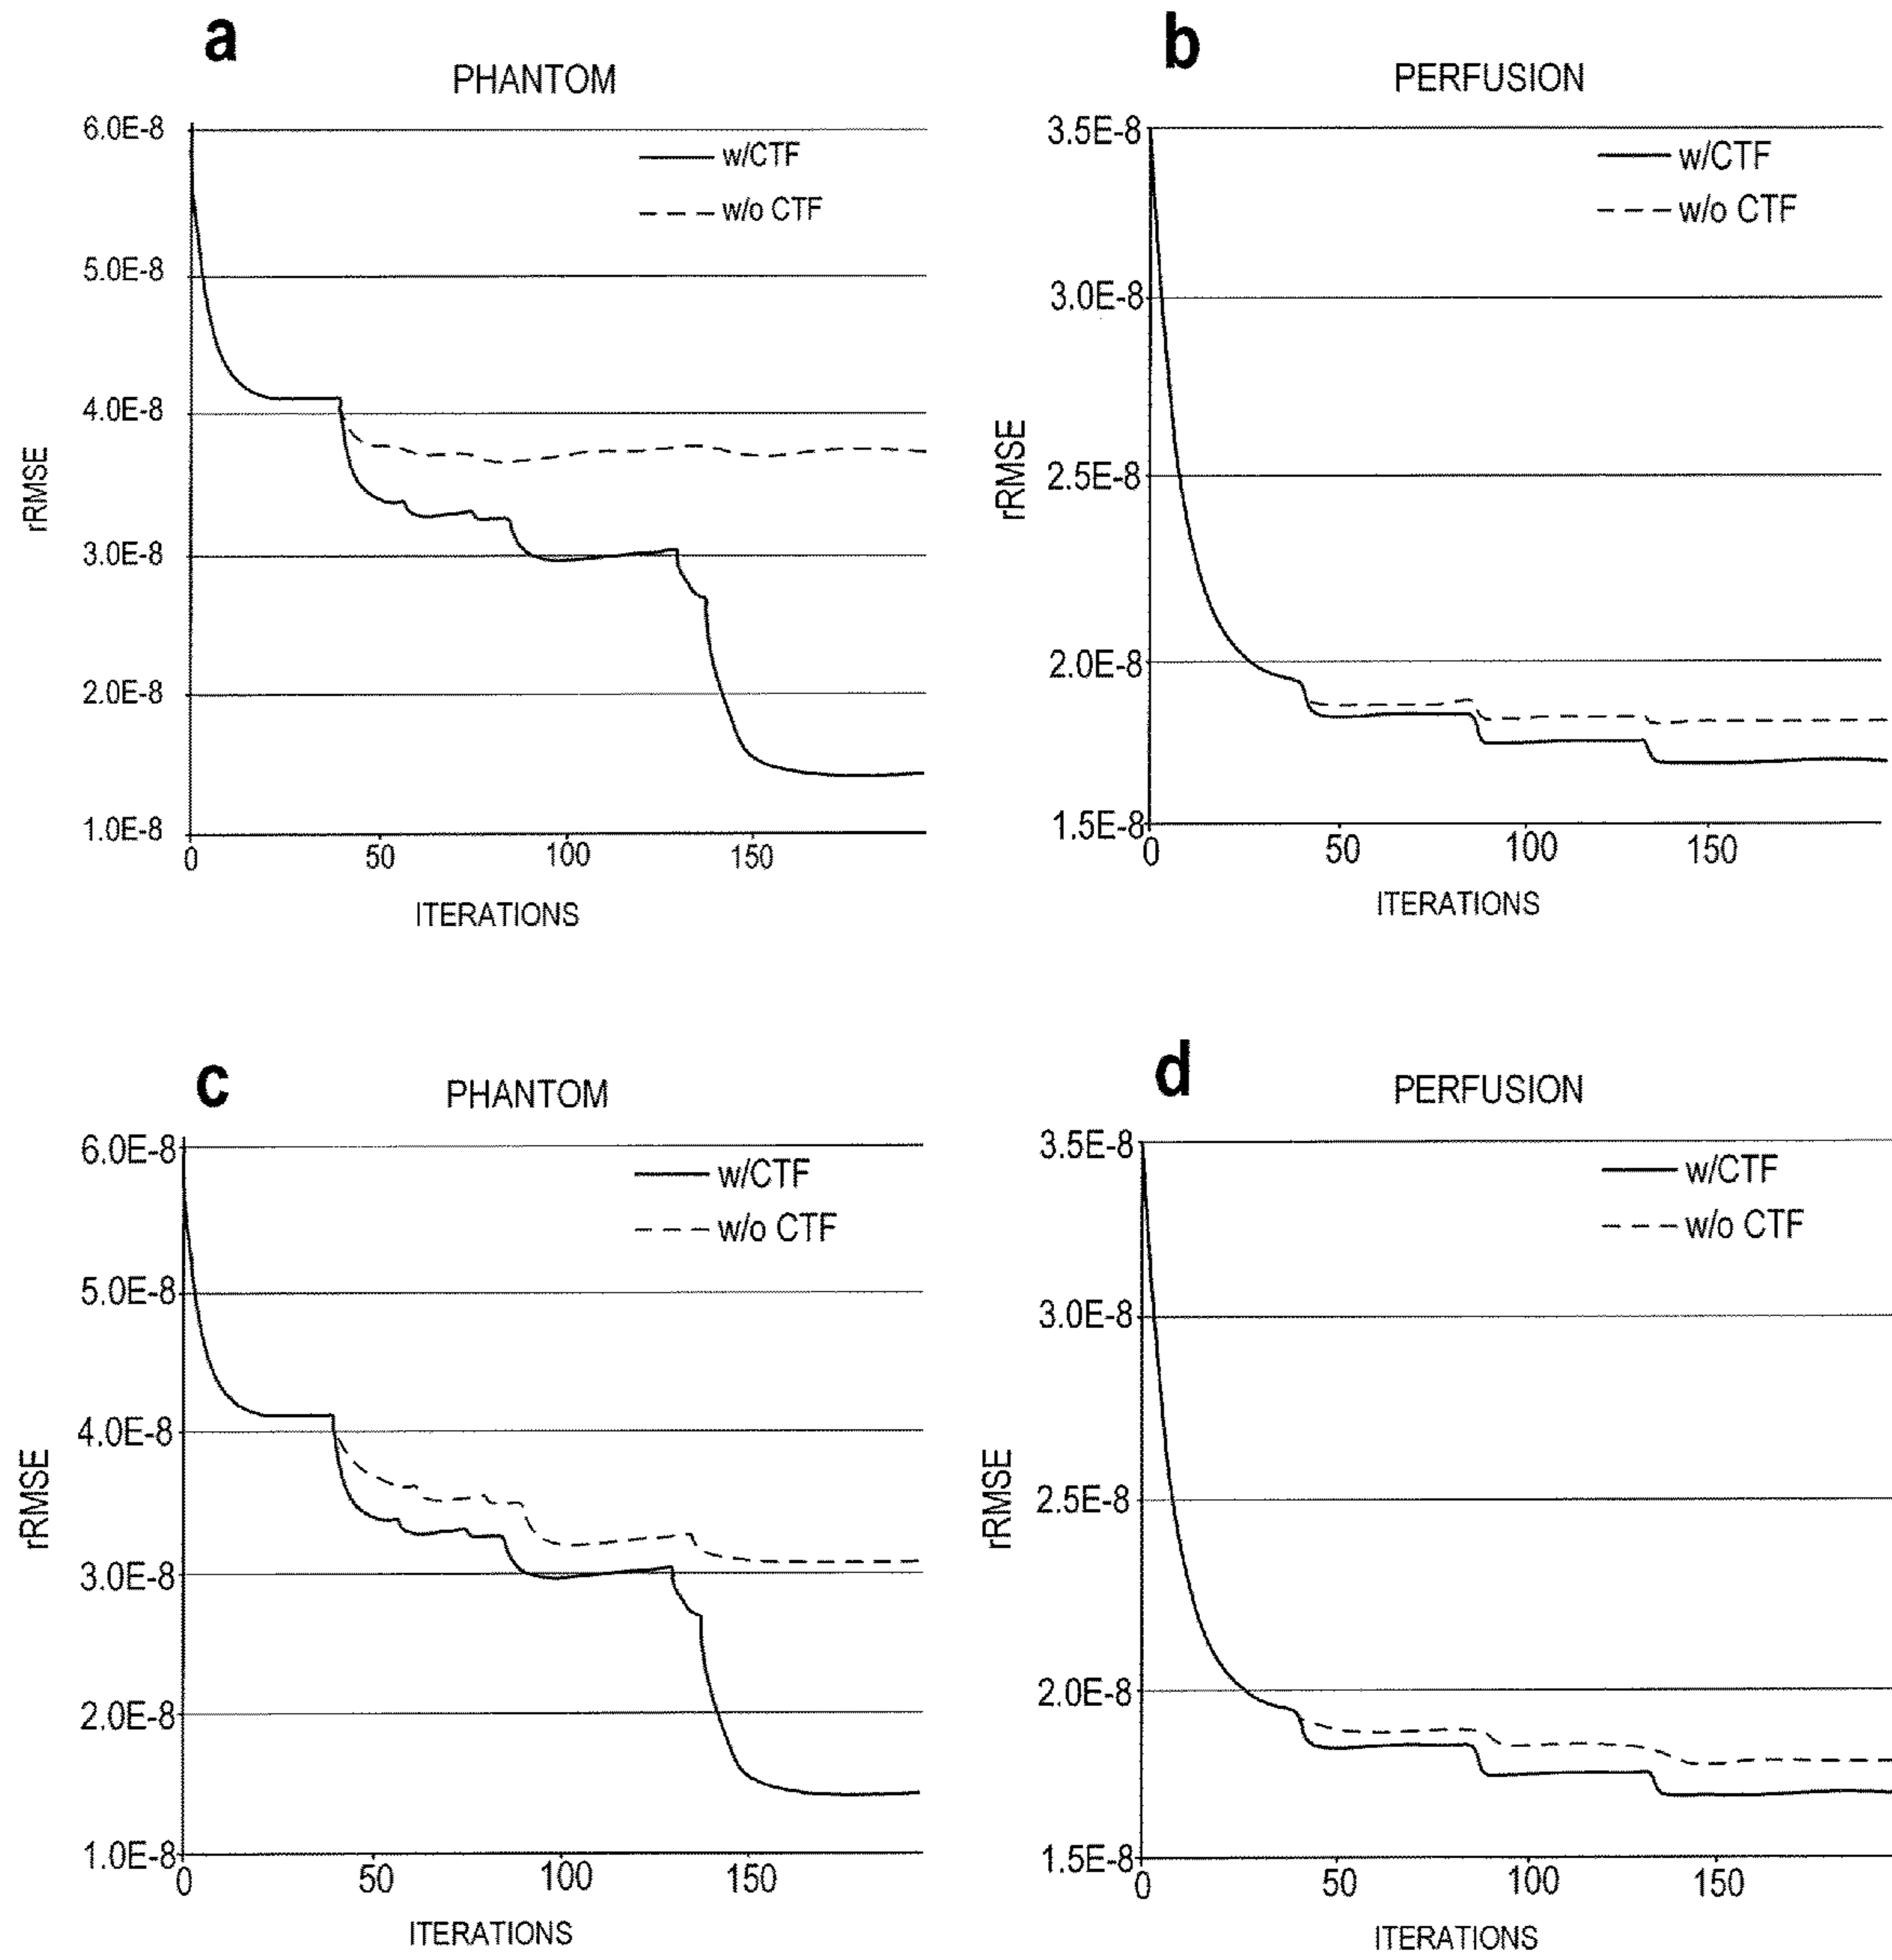 a
PHANTOM
6.0E-8
5.0E-8
4.0E-8
3.0E-8
2.0E-8
1.0E-8
rRMSE
w/CTF
w/o CTF
0 50 100 150
ITERATIONS
b
PERFUSION
3.5E-8
3.0E-8
2.5E-8
2.0E-8
1.5E-8
rRMSE
w/CTF
w/o CTF
0 50 100 150
ITERATIONS
c
PHANTOM
6.0E-8
5.0E-8
4.0E-8
3.0E-8
2.0E-8
1.0E-8
rRMSE
w/CTF
w/o CTF
0 50 100 150
ITERATIONS
d
PERFUSION
3.5E-8
3.0E-8
2.5E-8
2.0E-8
1.5E-8
rRMSE
w/CTF
w/o CTF
0 50 100 150
ITERATIONS